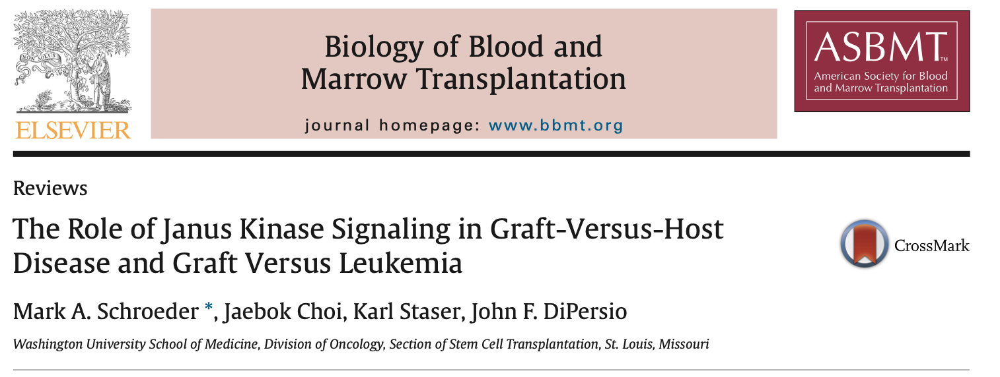 NON SOLUS
ELSEVIER
Biology of Blood and
Marrow Transplantation
journal homepage: www.bbmt.org
ASBMT™
American Society for Blood
and Marrow Transplantation
Reviews
The Role of Janus Kinase Signaling in Graft-Versus-Host
Disease and Graft Versus Leukemia
CrossMark
Mark A. Schroeder *, Jaebok Choi, Karl Staser, John F. DiPersio
Washington University School of Medicine, Division of Oncology, Section of Stem Cell Transplantation, St. Louis, Missouri